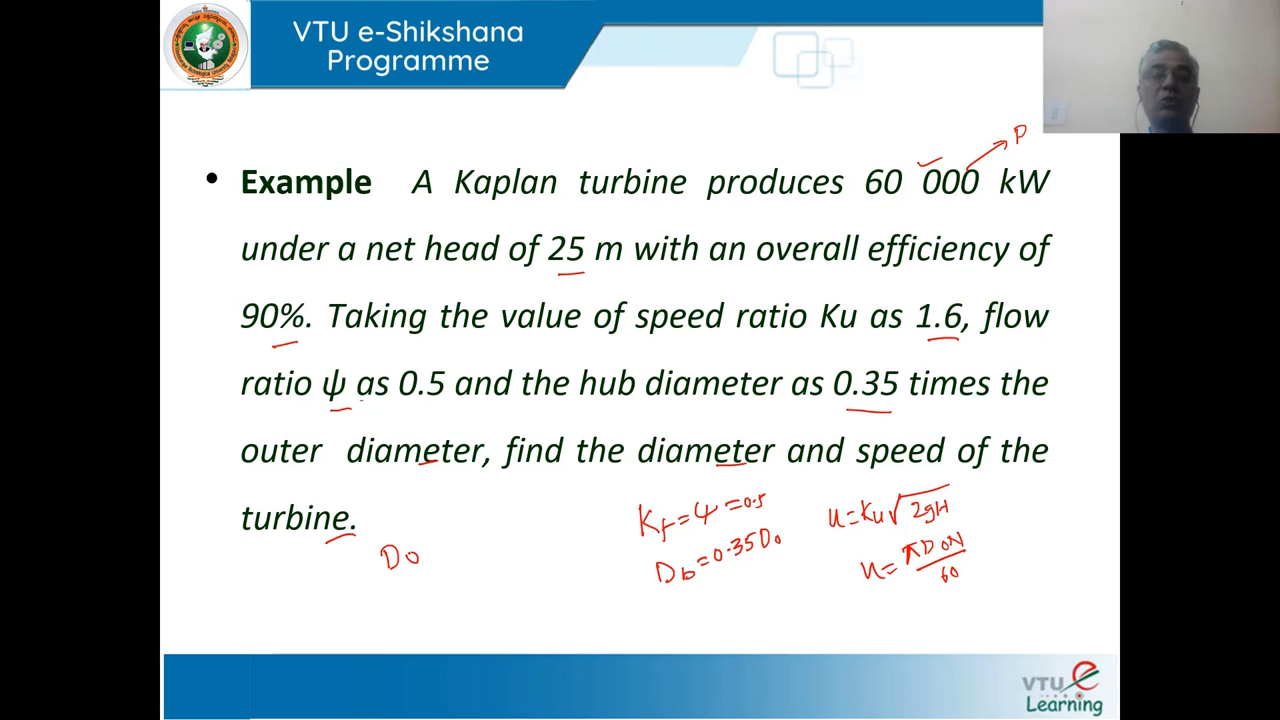 VTU e-Shikshana
Programme
P
• Example A Kaplan turbine produces 60 000 kW
under a net head of 25 m with an overall efficiency of
90%. Taking the value of speed ratio Ku as 1.6, flow
ratio ψ as 0.5 and the hub diameter as 0.35 times the
outer diameter, find the diameter and speed of the
turbine.
Do
Kf = ψ = 0.5
Db = 0.35Do
u = Ku√2gH
u = πDoN/60
VTU e
Learning